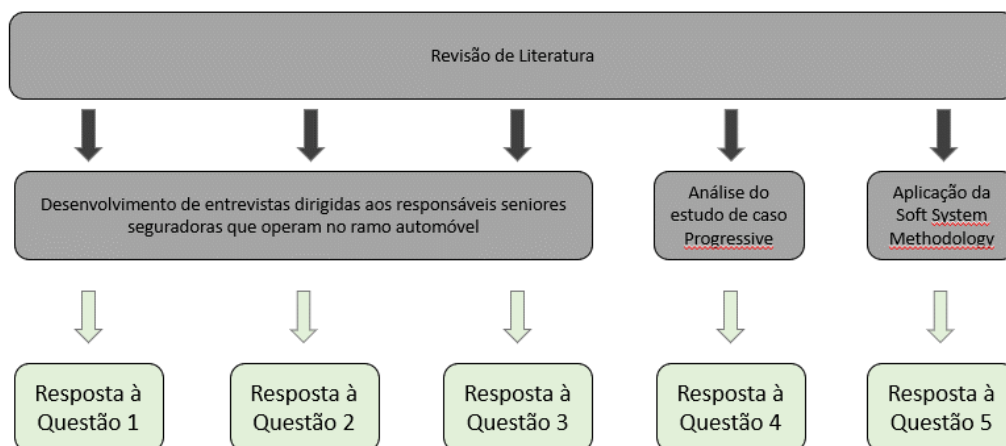 Revisão de Literatura
Desenvolvimento de entrevistas dirigidas aos responsáveis seniores
seguradoras que operam no ramo automóvel
Análise do
estudo de caso
Progressive
Aplicação da
Soft System
Methodology
Resposta à
Questão 1
Resposta à
Questão 2
Resposta à
Questão 3
Resposta à
Questão 4
Resposta à
Questão 5